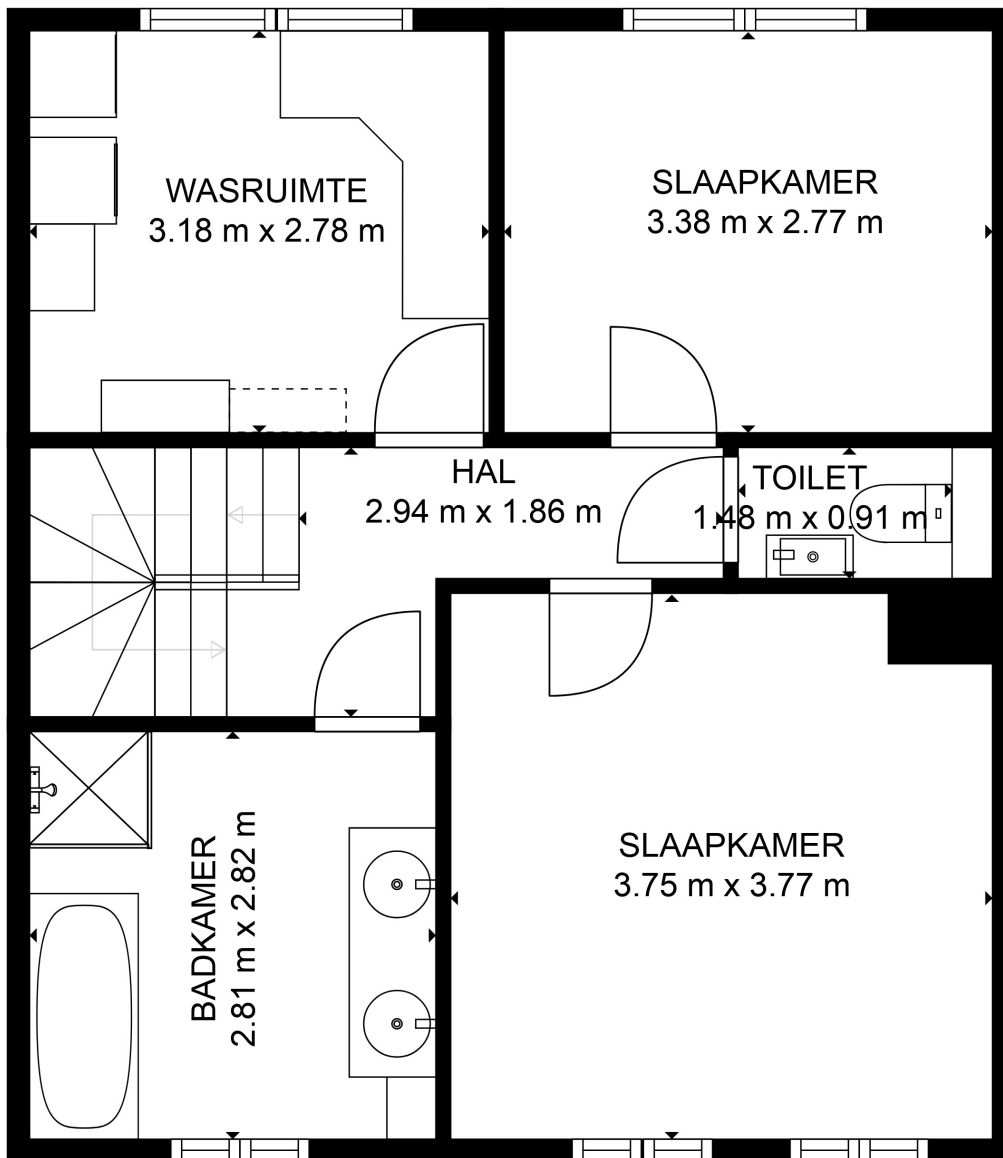 WASRUIMTE
3.18 m x 2.78 m
SLAAPKAMER
3.38 m x 2.77 m
HAL
2.94 m x 1.86 m
TOILET
1.48 m x 0.91 m
SLAAPKAMER
3.75 m x 3.77 m
BADKAMER
2.81 m x 2.82 m